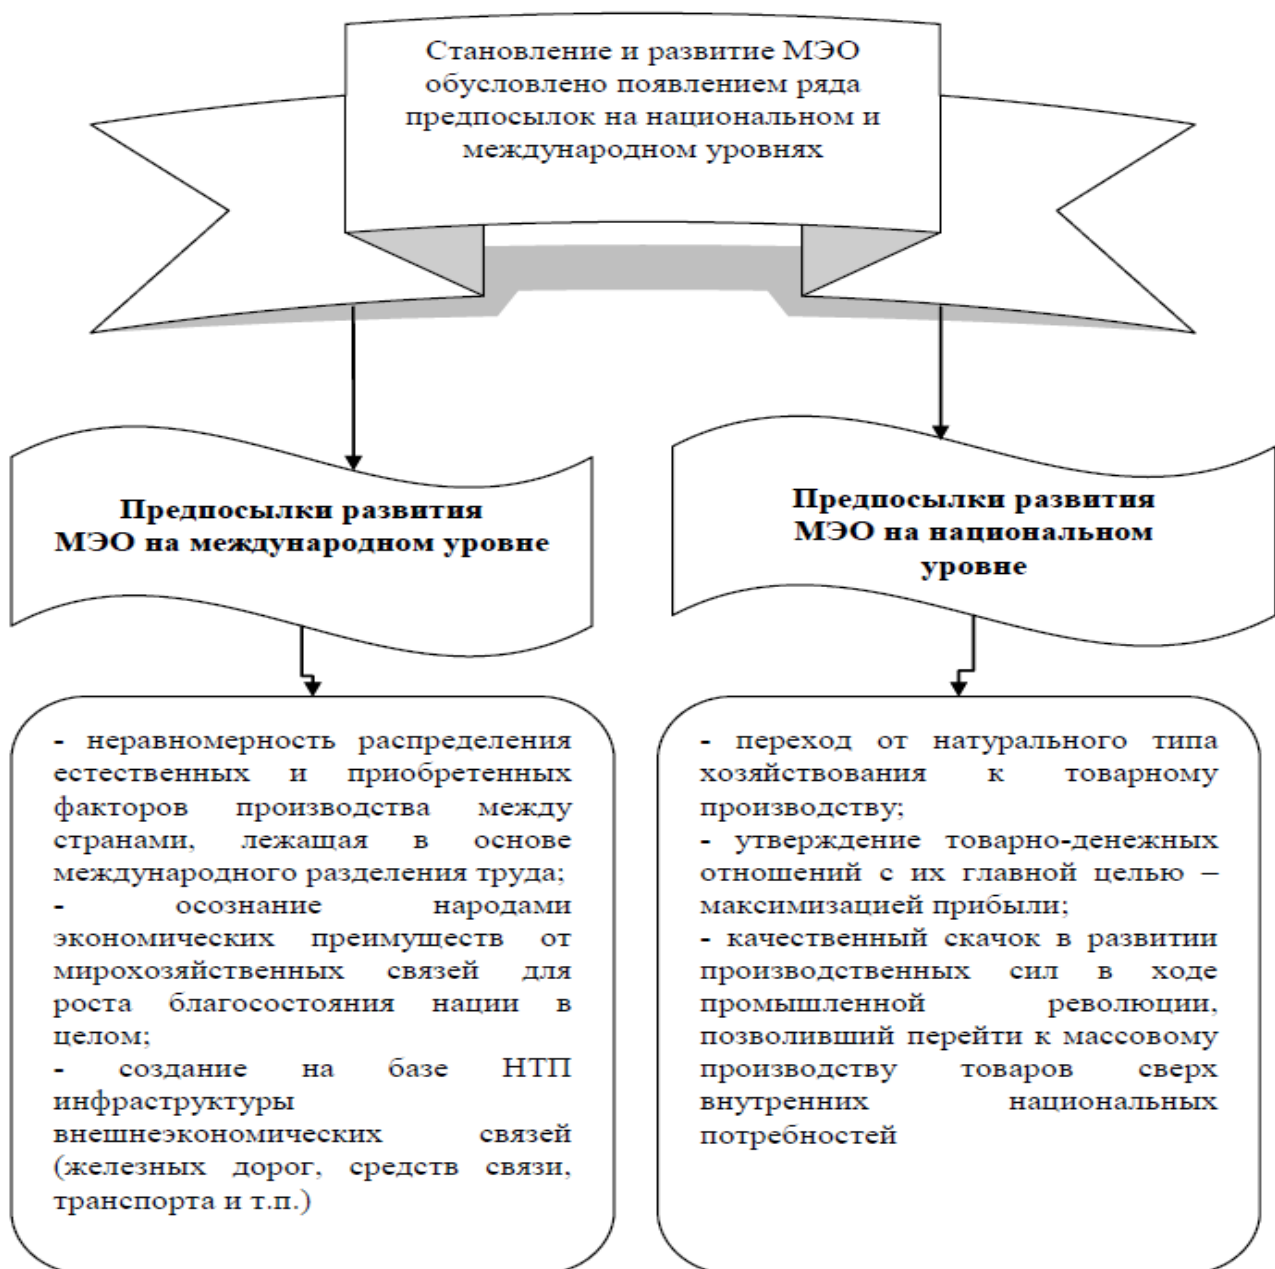 Становление и развитие МЭО
обусловлено появлением ряда
предпосылок на национальном и
международном уровнях
Предпосылки развития
МЭО на международном уровне
Предпосылки развития
МЭО на национальном
уровне
- неравномерность распределения
естественных и приобретенных
факторов производства между
странами, лежащая в основе
международного разделения труда;
- осознание народами
экономических преимуществ от
мирохозяйственных связей для
роста благосостояния нации в
целом;
- создание на базе НТП
инфраструктуры
внешнеэкономических связей
(железных дорог, средств связи,
транспорта и т.п.)
- переход от натурального типа
хозяйствования к товарному
производству;
- утверждение товарно-денежных
отношений с их главной целью –
максимизацией прибыли;
- качественный скачок в развитии
производственных сил в ходе
промышленной революции,
позволивший перейти к массовому
производству товаров сверх
внутренних национальных
потребностей